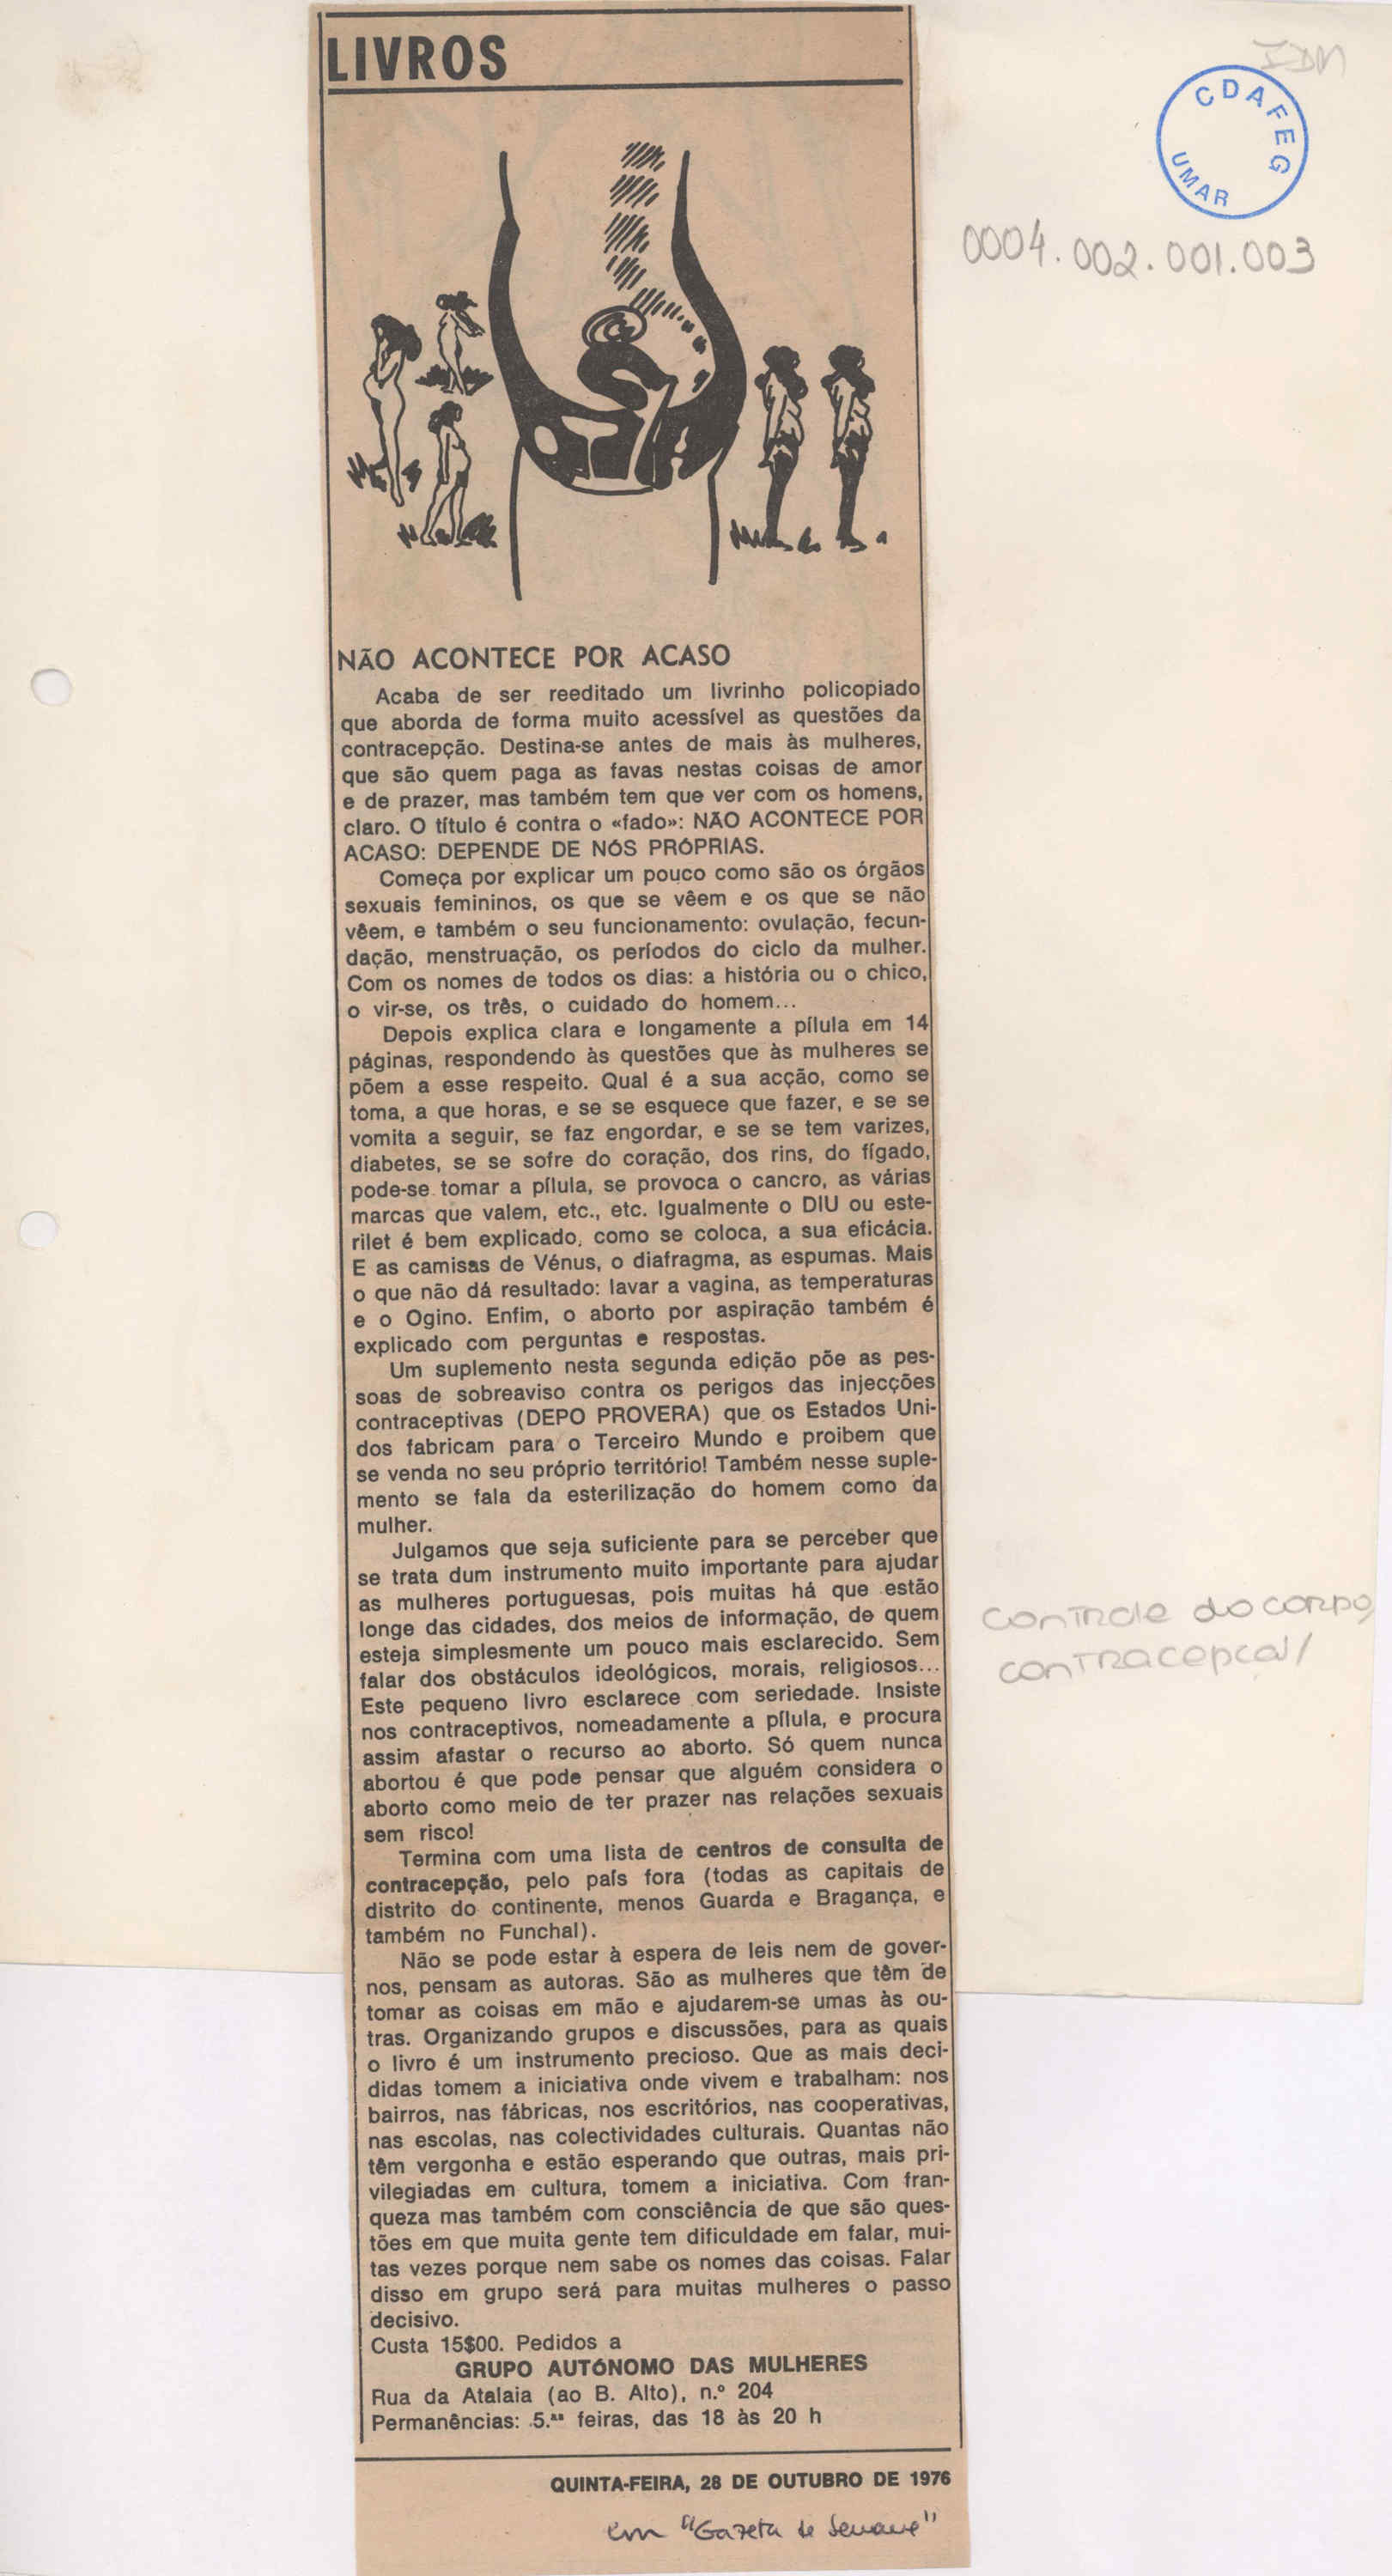 LIVROS
IDM
CDAFEG
UMAR
0004.002.001.003
NÃO ACONTECE POR ACASO
Acaba de ser reeditado um livrinho policopiado
que aborda de forma muito acessível as questões da
contracepção. Destina-se antes de mais às mulheres,
que são quem paga as favas nestas coisas de amor
e de prazer, mas também tem que ver com os homens,
claro. O título é contra o «fado»: NÃO ACONTECE POR
ACASO: DEPENDE DE NÓS PRÓPRIAS.
Começa por explicar um pouco como são os órgãos
sexuais femininos, os que se vêem e os que se não
vêem, e também o seu funcionamento: ovulação, fecun-
dação, menstruação, os períodos do ciclo da mulher.
Com os nomes de todos os dias: a história ou o chico,
o vir-se, os três, o cuidado do homem...
Depois explica clara e longamente a pílula em 14
páginas, respondendo às questões que às mulheres se
põem a esse respeito. Qual é a sua acção, como se
toma, a que horas, e se se esquece que fazer, e se se
vomita a seguir, se faz engordar, e se se tem varizes,
diabetes, se se sofre do coração, dos rins, do fígado,
pode-se tomar a pílula, se provoca o cancro, as várias
marcas que valem, etc., etc. Igualmente o DIU ou este-
rilet é bem explicado, como se coloca, a sua eficácia.
E as camisas de Vénus, o diafragma, as espumas. Mais
o que não dá resultado: lavar a vagina, as temperaturas
e o Ogino. Enfim, o aborto por aspiração também é
explicado com perguntas e respostas.
Um suplemento nesta segunda edição põe as pes-
soas de sobreaviso contra os perigos das injecções
contraceptivas (DEPO PROVERA) que os Estados Uni-
dos fabricam para o Terceiro Mundo e proibem que
se venda no seu próprio território! Também nesse suple-
mento se fala da esterilização do homem como da
mulher.
Julgamos que seja suficiente para se perceber que
se trata dum instrumento muito importante para ajudar
as mulheres portuguesas, pois muitas há que estão
longe das cidades, dos meios de informação, de quem
esteja simplesmente um pouco mais esclarecido. Sem
falar dos obstáculos ideológicos, morais, religiosos...
Este pequeno livro esclarece com seriedade. Insiste
nos contraceptivos, nomeadamente a pílula, e procura
assim afastar o recurso ao aborto. Só quem nunca
abortou é que pode pensar que alguém considera o
aborto como meio de ter prazer nas relações sexuais
sem risco!
Termina com uma lista de centros de consulta de
contracepção, pelo país fora (todas as capitais de
distrito do continente, menos Guarda e Bragança, e
também no Funchal).
Não se pode estar à espera de leis nem de gover-
nos, pensam as autoras. São as mulheres que têm de
tomar as coisas em mão e ajudarem-se umas às ou-
tras. Organizando grupos e discussões, para as quais
o livro é um instrumento precioso. Que as mais deci-
didas tomem a iniciativa onde vivem e trabalham: nos
bairros, nas fábricas, nos escritórios, nas cooperativas,
nas escolas, nas colectividades culturais. Quantas não
têm vergonha e estão esperando que outras, mais pri-
vilegiadas em cultura, tomem a iniciativa. Com fran-
queza mas também com consciência de que são ques-
tões em que muita gente tem dificuldade em falar, mui-
tas vezes porque nem sabe os nomes das coisas. Falar
disso em grupo será para muitas mulheres o passo
decisivo.
Custa 15$00. Pedidos a
GRUPO AUTÓNOMO DAS MULHERES
Rua da Atalaia (ao B. Alto), n.º 204
Permanências: 5.as feiras, das 18 às 20 h
QUINTA-FEIRA, 28 DE OUTUBRO DE 1976
em "Gazeta de Semana"
controle do corpo,
contracepcal/